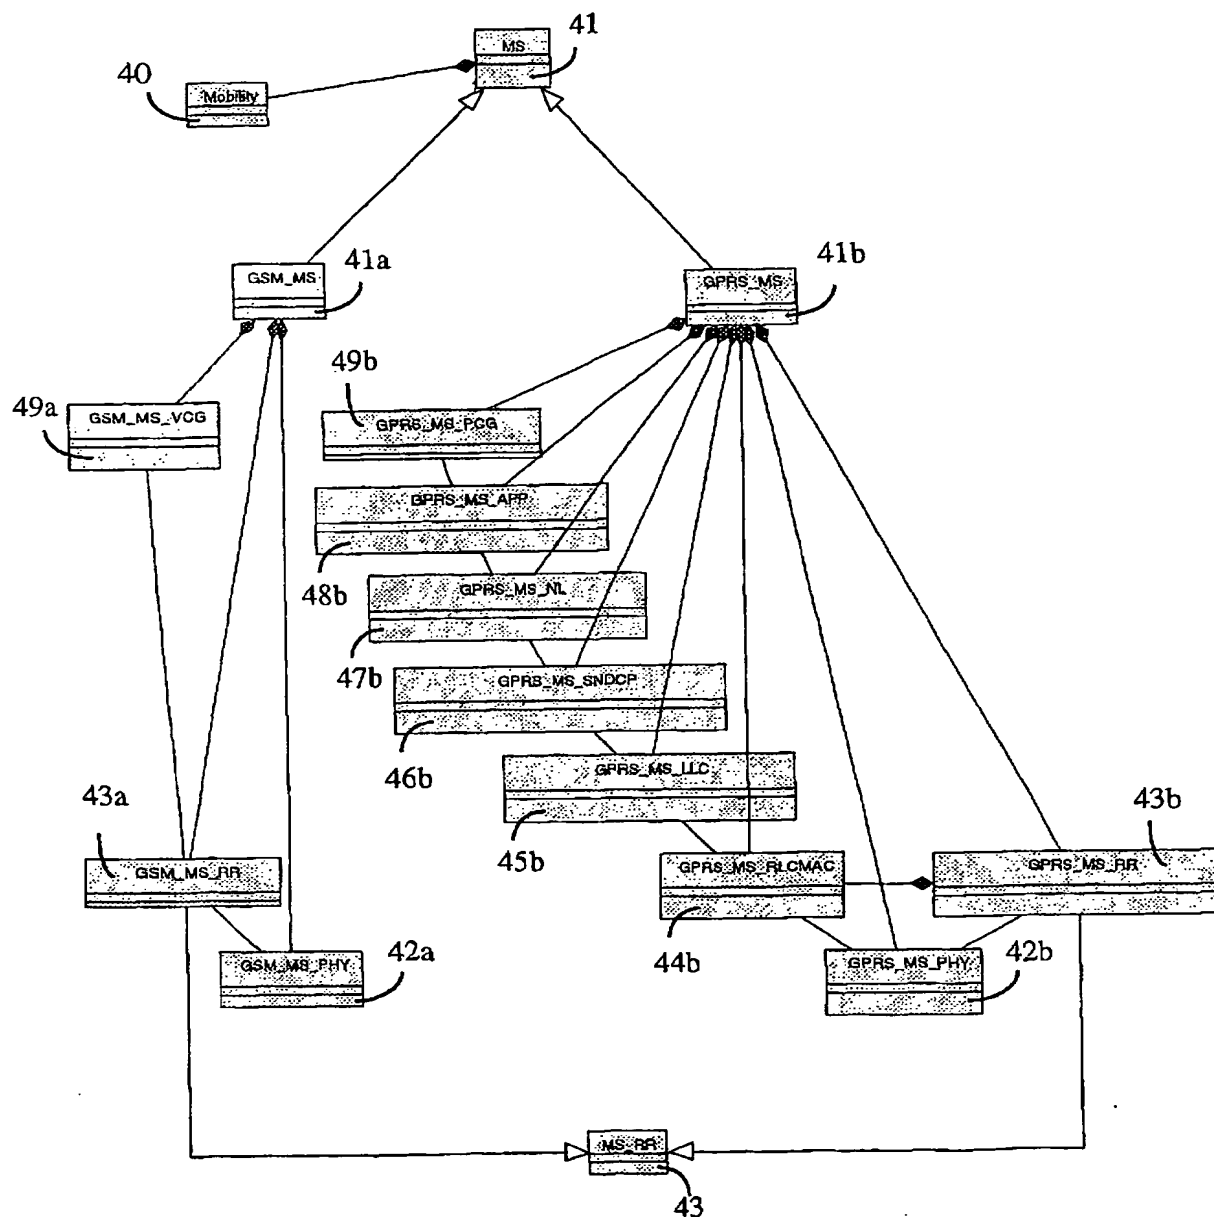 MS
41
40
Mobility
GSM_MS
41a
GPRS_MS
41b
49a
GSM_MS_VCG
49b
GPRS_MS_PCG
GPRS_MS_APP
48b
GPRS_MS_NL
47b
GPRS_MS_SNDCP
46b
GPRS_MS_LLC
45b
43a
GSM_MS_RR
GPRS_MS_RLCMAC
44b
43b
GPRS_MS_RR
GSM_MS_PHY
42a
GPRS_MS_PHY
42b
MS_RR
43